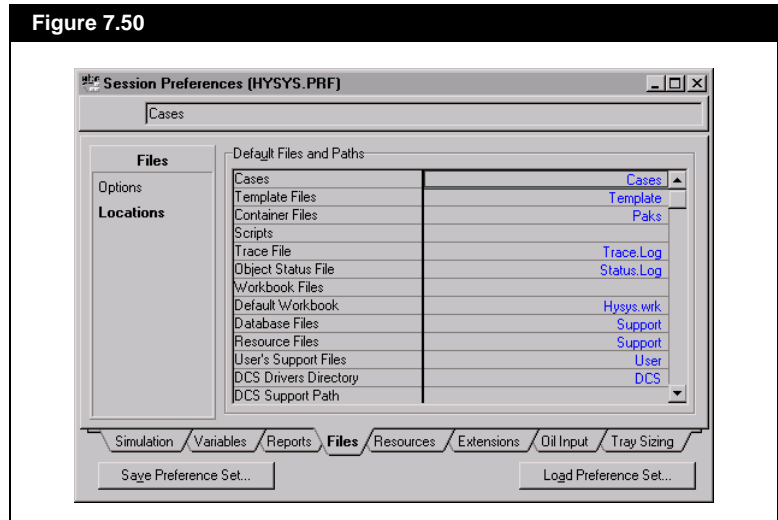 Figure 7.50
Session Preferences (HYSYS.PRF)
Cases
Files
Options
Locations
Default Files and Paths
Cases Cases
Template Files Template
Container Files Paks
Scripts
Trace File Trace.Log
Object Status File Status.Log
Workbook Files
Default Workbook Hysys.wrk
Database Files Support
Resource Files Support
User's Support Files User
DCS Drivers Directory DCS
DCS Support Path
Simulation Variables Reports Files Resources Extensions Oil Input Tray Sizing
Save Preference Set... Load Preference Set...